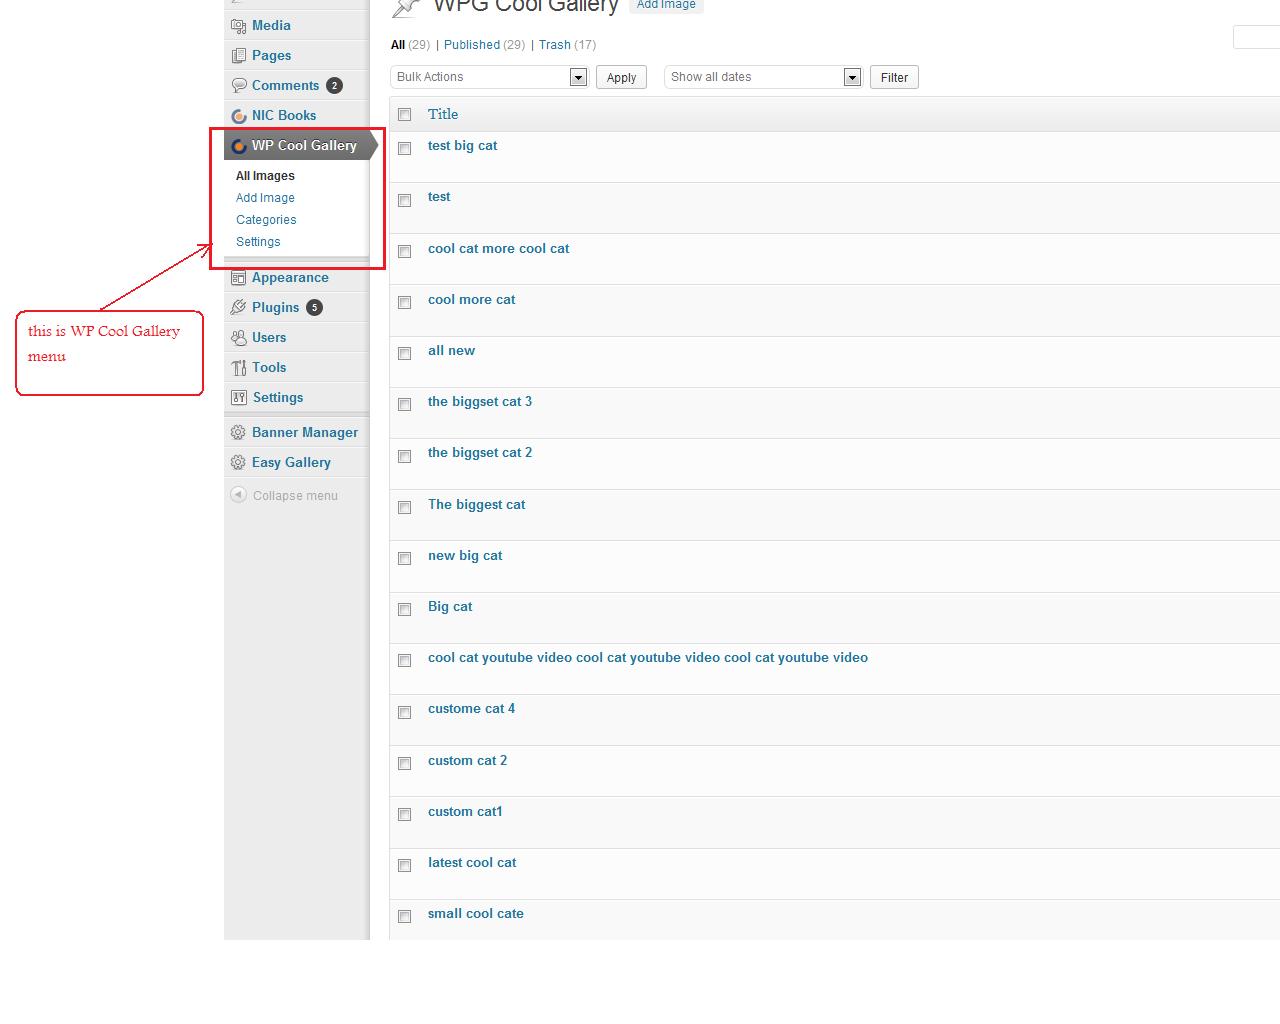 WPG Cool Gallery Add Image
All (29) | Published (29) | Trash (17)
Bulk Actions Apply Show all dates Filter
Media
Pages
Comments 2
NIC Books
WP Cool Gallery
All Images
Add Image
Categories
Settings
Appearance
Plugins 5
Users
Tools
Settings
Banner Manager
Easy Gallery
Collapse menu
this is WP Cool Gallery
menu
Title
test big cat
test
cool cat more cool cat
cool more cat
all new
the biggset cat 3
the biggset cat 2
The biggest cat
new big cat
Big cat
cool cat youtube video cool cat youtube video cool cat youtube video
custome cat 4
custom cat 2
custom cat1
latest cool cat
small cool cate